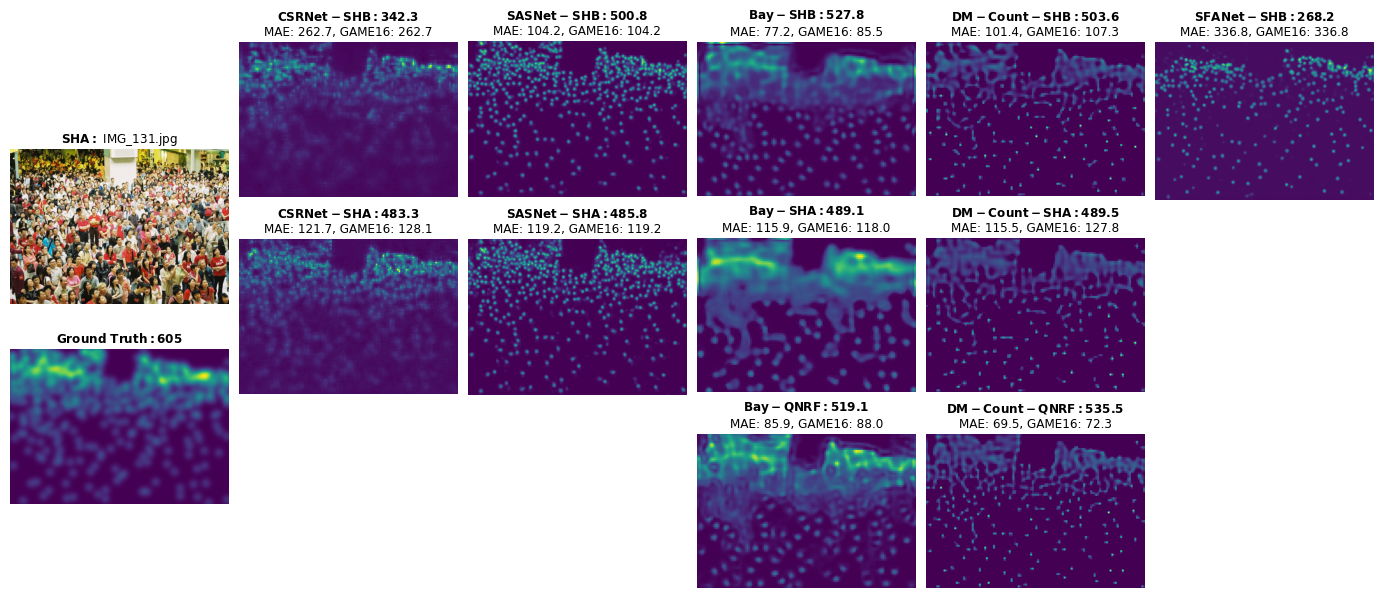 CSRNet−SHB:342.3
MAE: 262.7, GAME16: 262.7
SASNet−SHB:500.8
MAE: 104.2, GAME16: 104.2
Bay−SHB:527.8
MAE: 77.2, GAME16: 85.5
DM−Count−SHB:503.6
MAE: 101.4, GAME16: 107.3
SFANet−SHB:268.2
MAE: 336.8, GAME16: 336.8
SHA: IMG_131.jpg
CSRNet−SHA:483.3
MAE: 121.7, GAME16: 128.1
SASNet−SHA:485.8
MAE: 119.2, GAME16: 119.2
Bay−SHA:489.1
MAE: 115.9, GAME16: 118.0
DM−Count−SHA:489.5
MAE: 115.5, GAME16: 127.8
Ground Truth:605
Bay−QNRF:519.1
MAE: 85.9, GAME16: 88.0
DM−Count−QNRF:535.5
MAE: 69.5, GAME16: 72.3